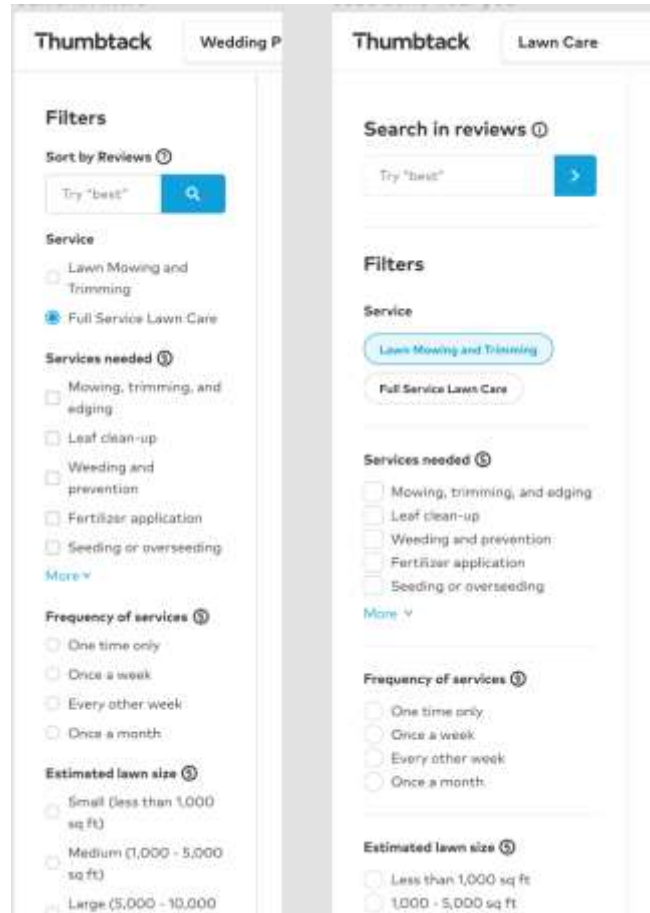 Thumbtack
Wedding P
Filters
Sort by Reviews
Try "best"
Service
Lawn Mowing and
Trimming
Full Service Lawn Care
Services needed
Mowing, trimming, and
edging
Leaf clean-up
Weeding and
prevention
Fertilizer application
Seeding or overseeding
More
Frequency of services
One time only
Once a week
Every other week
Once a month
Estimated lawn size
Small (less than 1,000
sq ft)
Medium (1,000 - 5,000
sq ft)
Large (5,000 - 10,000
Thumbtack
Lawn Care
Search in reviews
Try "best"
Filters
Service
Lawn Mowing and Trimming
Full Service Lawn Care
Services needed
Mowing, trimming, and edging
Leaf clean-up
Weeding and prevention
Fertilizer application
Seeding or overseeding
More
Frequency of services
One time only
Once a week
Every other week
Once a month
Estimated lawn size
Less than 1,000 sq ft
1,000 - 5,000 sq ft